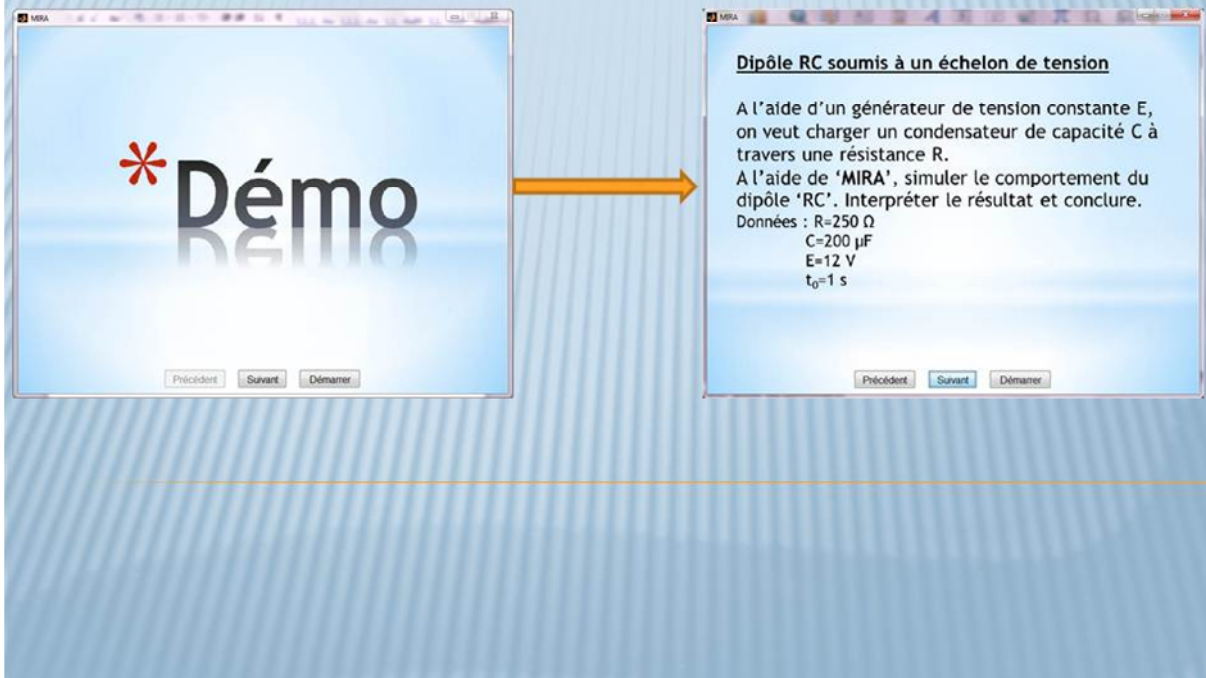 MIRA
*Démo
Précédent Suivant Démarrer
MIRA
Dipôle RC soumis à un échelon de tension
A l'aide d'un générateur de tension constante E,
on veut charger un condensateur de capacité C à
travers une résistance R.
A l'aide de ‘MIRA’, simuler le comportement du
dipôle ‘RC’. Interpréter le résultat et conclure.
Données : R=250 Ω
C=200 µF
E=12 V
t₀=1 s
Précédent Suivant Démarrer